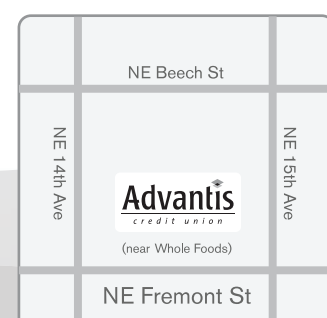 NE Beech St
NE 14th Ave
NE 15th Ave
Advantis
credit union
(near Whole Foods)
NE Fremont St